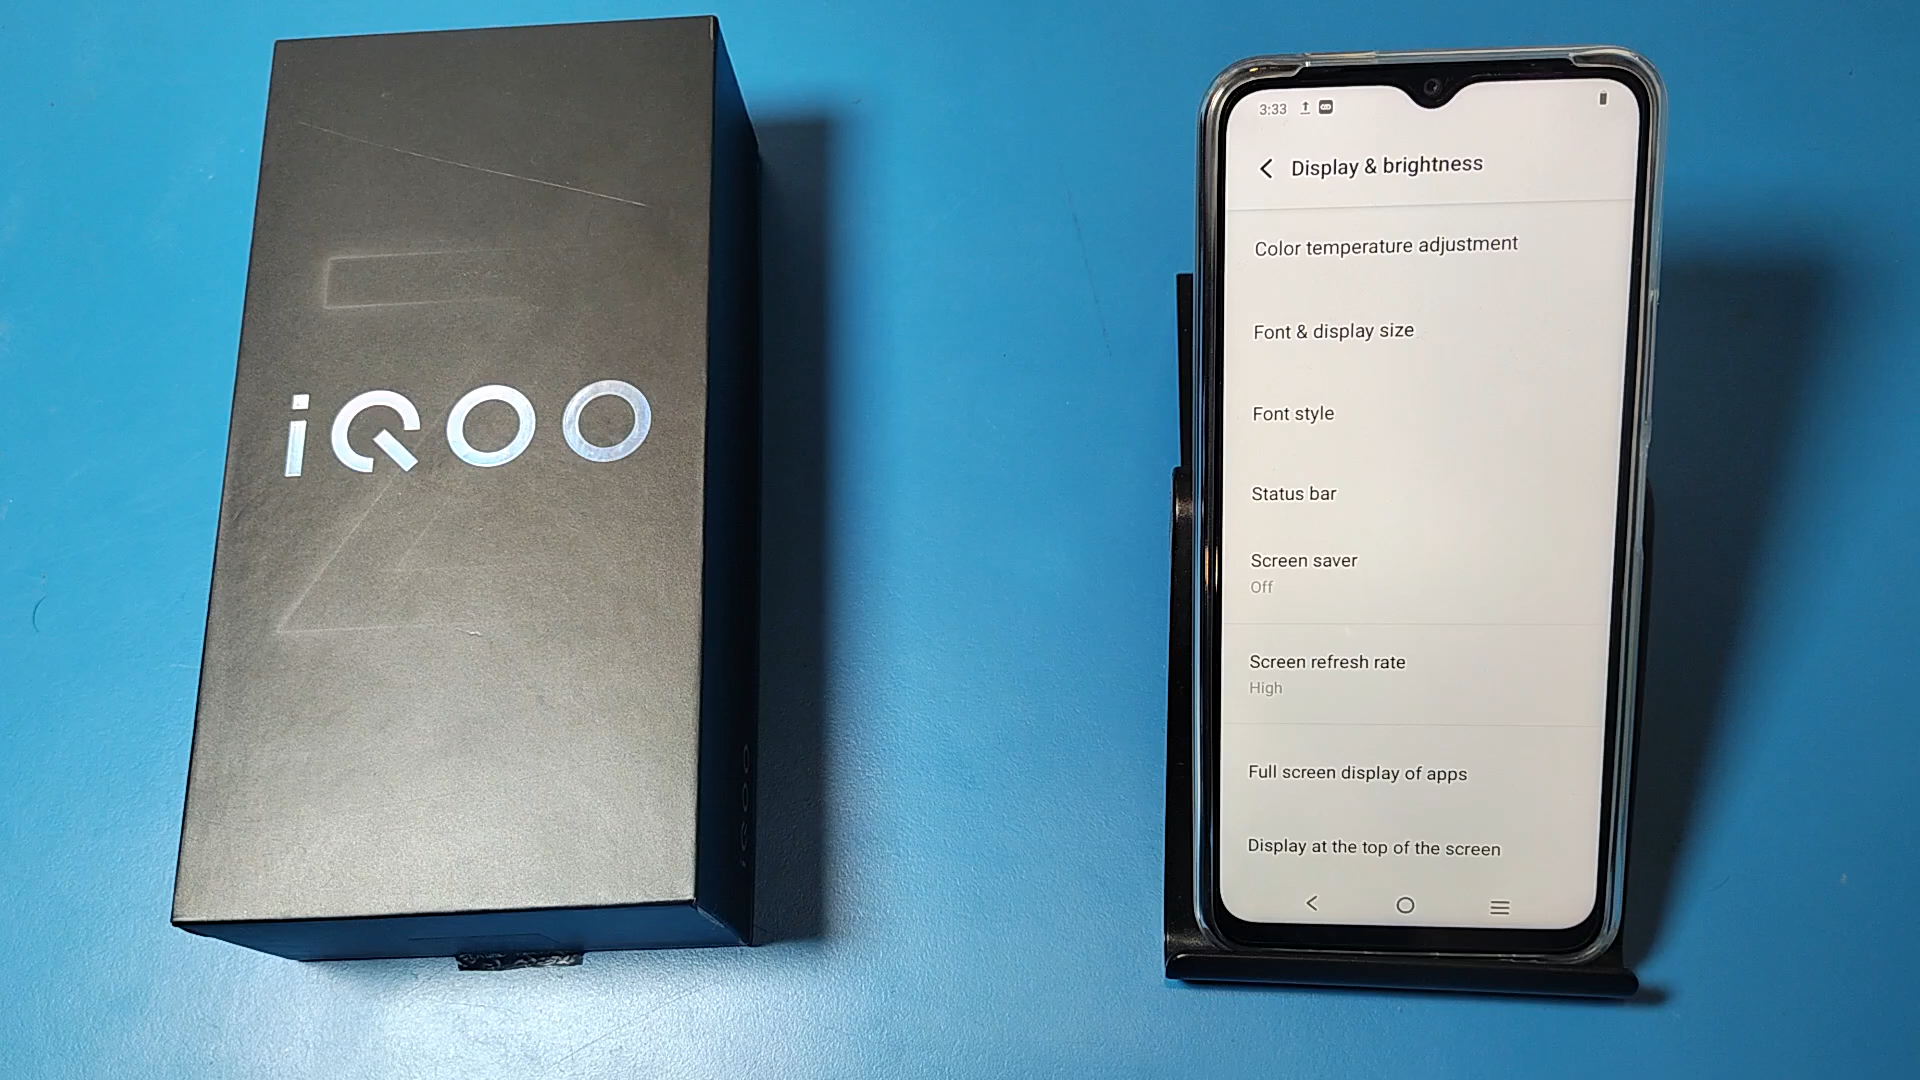 iQOO
iQOO
3:33
Display & brightness
Color temperature adjustment
Font & display size
Font style
Status bar
Screen saver
Off
Screen refresh rate
High
Full screen display of apps
Display at the top of the screen